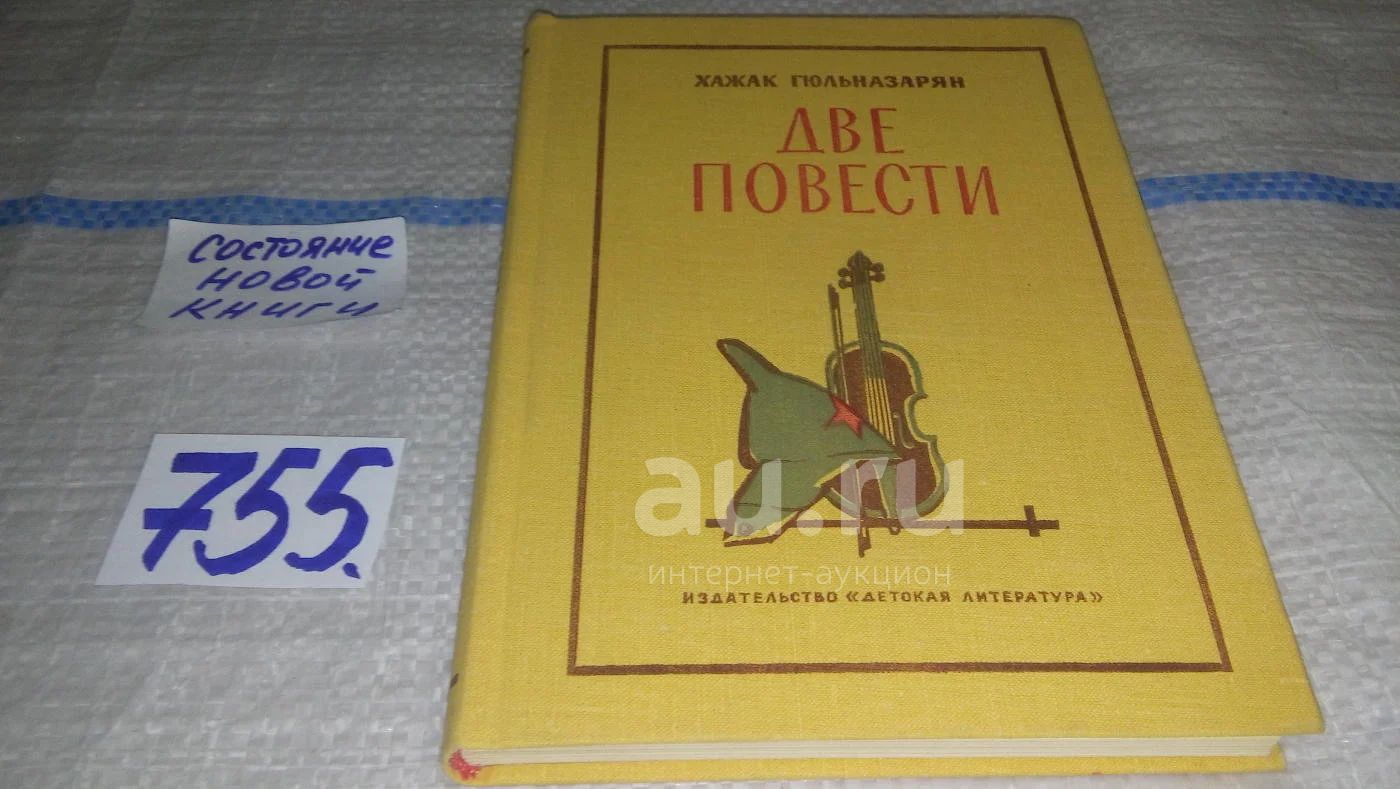 ХАЖАК ГЮЛЬНАЗАРЯН
ДВЕ
ПОВЕСТИ
ИЗДАТЕЛЬСТВО «ДЕТСКАЯ ЛИТЕРАТУРА»
СОСТОЯНИЕ
НОВОЙ
КНИГИ
755.
au.ru
интернет-аукцион